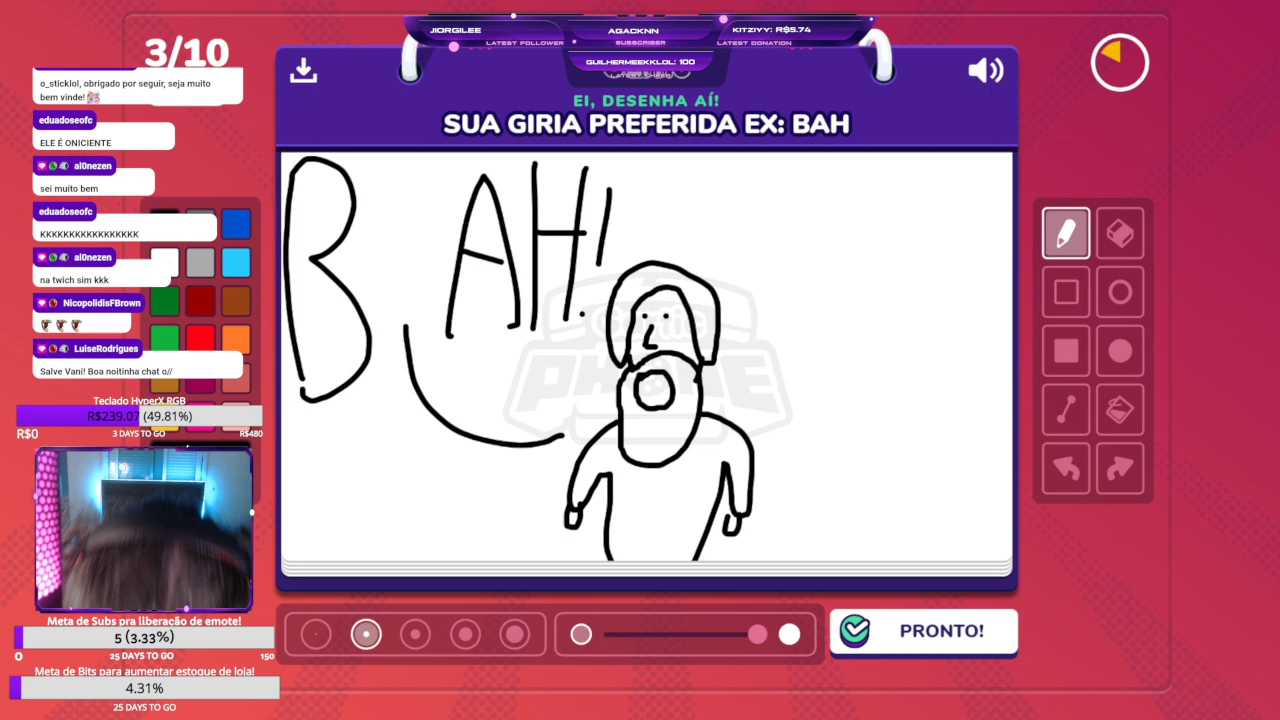 JIORGILEE
LATEST FOLLOWER
AGACKNN
SUBSCRIBER
KITZIYY: R$5.74
LATEST DONATION
GUILHERMEEKKLOL: 100
3/10
EI, DESENHA AÍ!
SUA GIRIA PREFERIDA EX: BAH
o_sticklol, obrigado por seguir, seja muito
bem vinde!
eduadoseofc
ELE É ONICIENTE
al0nezen
sei muito bem
eduadoseofc
KKKKKKKKKKKKKKKKK
al0nezen
na twich sim kkk
NicopolidisFBrown
LuiseRodrigues
Salve Vani! Boa noitinha chat o//
BAH!
PHONE
Teclado HyperX RGB
R$239.07 (49.81%)
R$0
3 DAYS TO GO
R$480
Meta de Subs pra liberação de emote!
5 (3.33%)
0
25 DAYS TO GO
150
Meta de Bits para aumentar estoque de loja!
4.31%
25 DAYS TO GO
PRONTO!